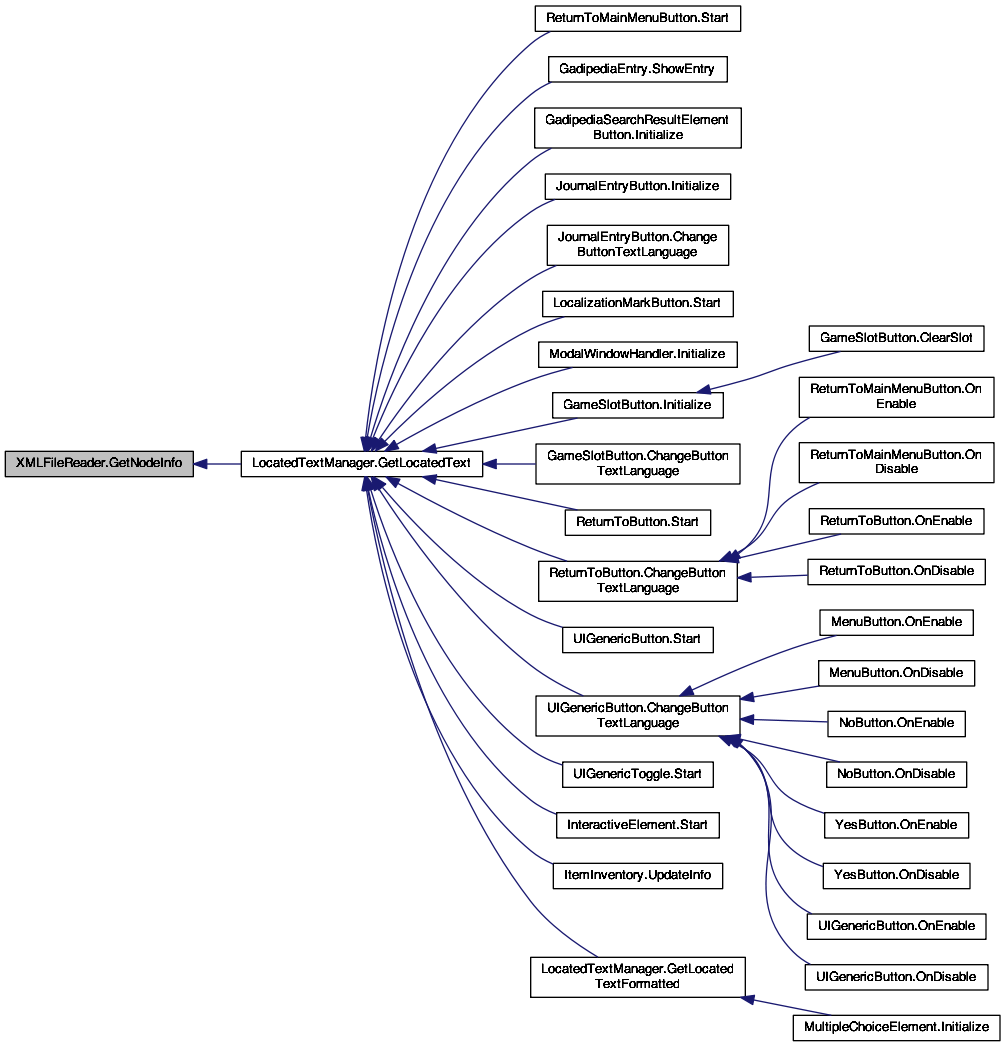 XMLFileReader.GetNodeInfo
LocatedTextManager.GetLocatedText
ReturnToMainMenuButton.Start
GadipediaEntry.ShowEntry
GadipediaSearchResultElement
Button.Initialize
JournalEntryButton.Initialize
JournalEntryButton.Change
ButtonTextLanguage
LocalizationMarkButton.Start
ModalWindowHandler.Initialize
GameSlotButton.Initialize
GameSlotButton.ChangeButton
TextLanguage
ReturnToButton.Start
ReturnToButton.ChangeButton
TextLanguage
UIGenericButton.Start
UIGenericButton.ChangeButton
TextLanguage
UIGenericToggle.Start
InteractiveElement.Start
ItemInventory.UpdateInfo
LocatedTextManager.GetLocated
TextFormatted
GameSlotButton.ClearSlot
ReturnToMainMenuButton.On
Enable
ReturnToMainMenuButton.On
Disable
ReturnToButton.OnEnable
ReturnToButton.OnDisable
MenuButton.OnEnable
MenuButton.OnDisable
NoButton.OnEnable
NoButton.OnDisable
YesButton.OnEnable
YesButton.OnDisable
UIGenericButton.OnEnable
UIGenericButton.OnDisable
MultipleChoiceElement.Initialize